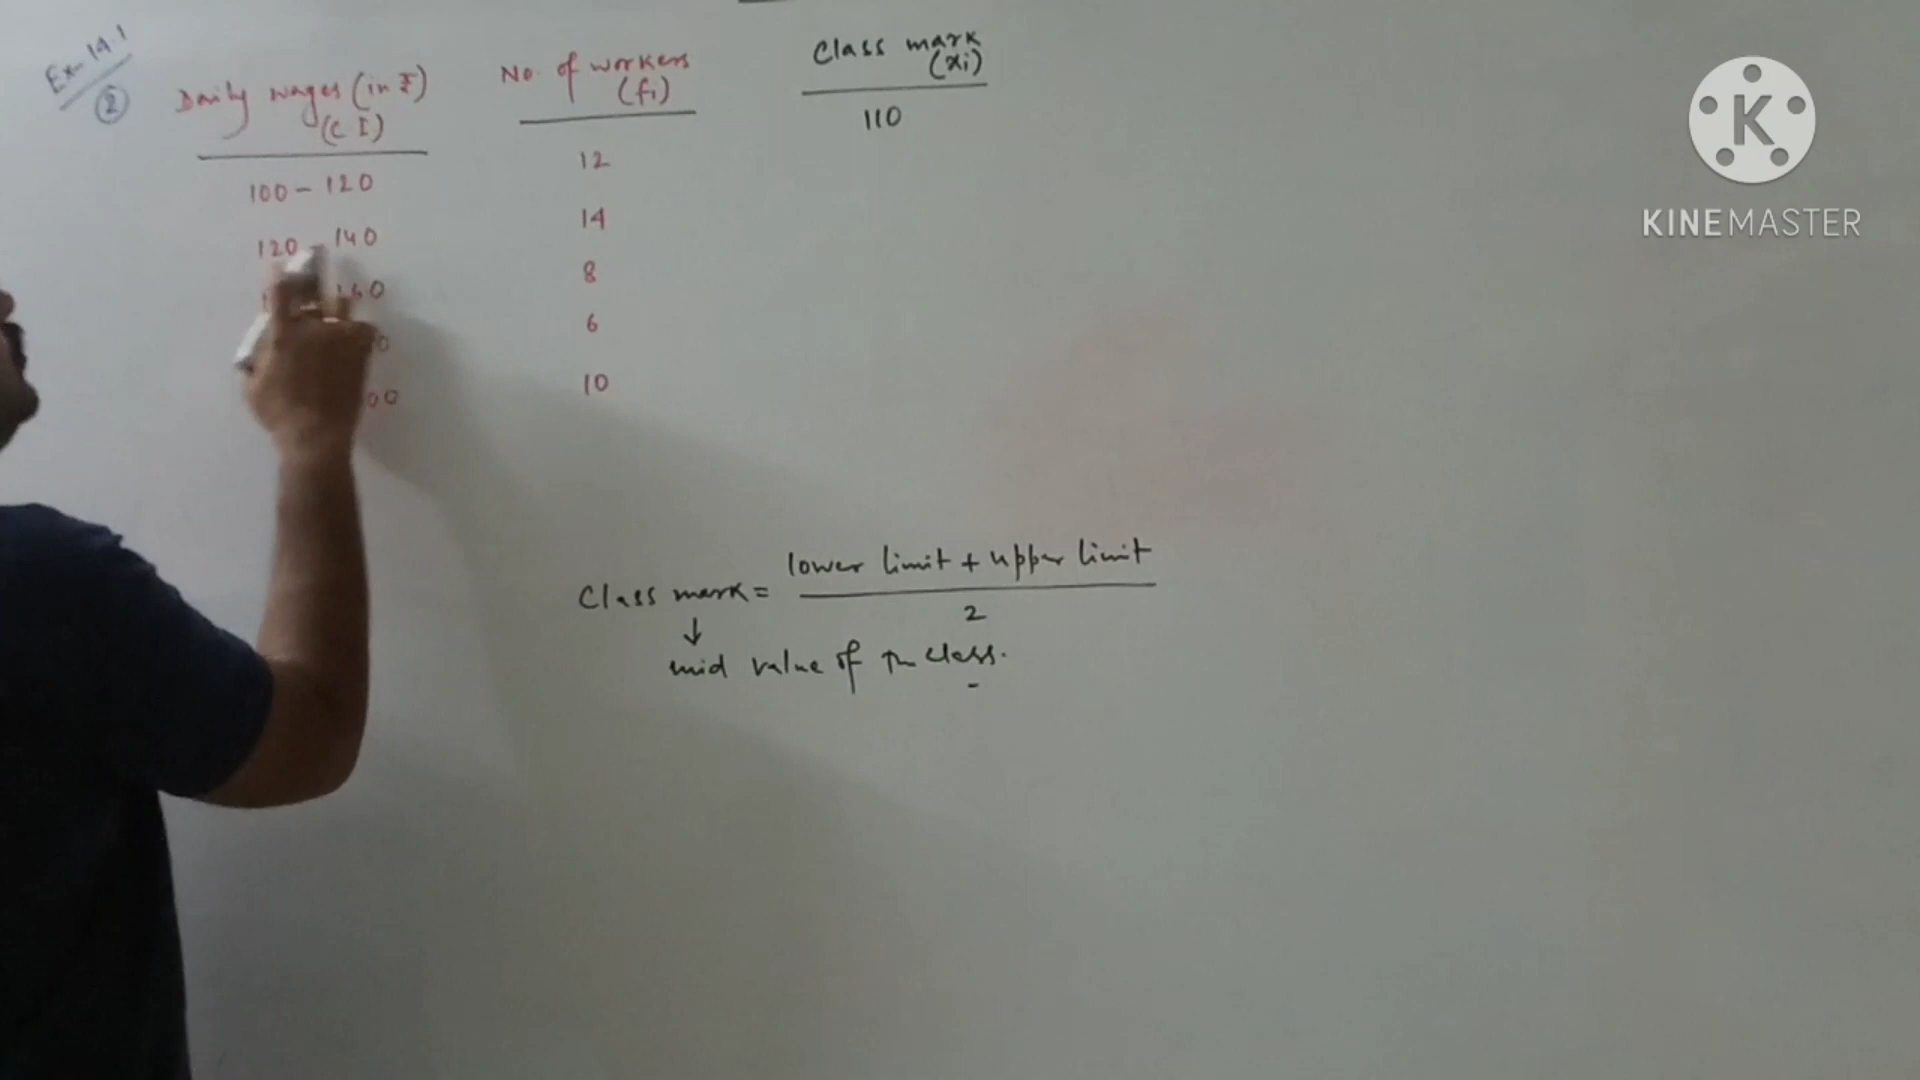 Ex-14.1
2
Daily wages (in ₹)
(C I)
No. of workers
(fi)
Class mark
(xi)
100 - 120
12
110
120 - 140
14
160
8
6
10
Class mark = lower limit + upper limit
2
↓
mid value of the class.
KINEMASTER